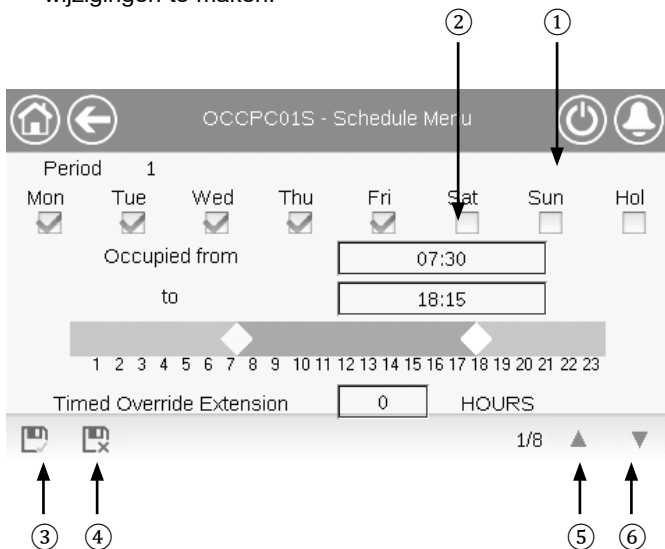 wijzigingen te maken.
② ①
OCCPC01S - Schedule Menu
Period 1
Mon Tue Wed Thu Fri Sat Sun Hol
Occupied from 07:30
to 18:15
1 2 3 4 5 6 7 8 9 10 11 12 13 14 15 16 17 18 19 20 21 22 23
Timed Override Extension 0 HOURS
1/8
③ ④ ⑤ ⑥